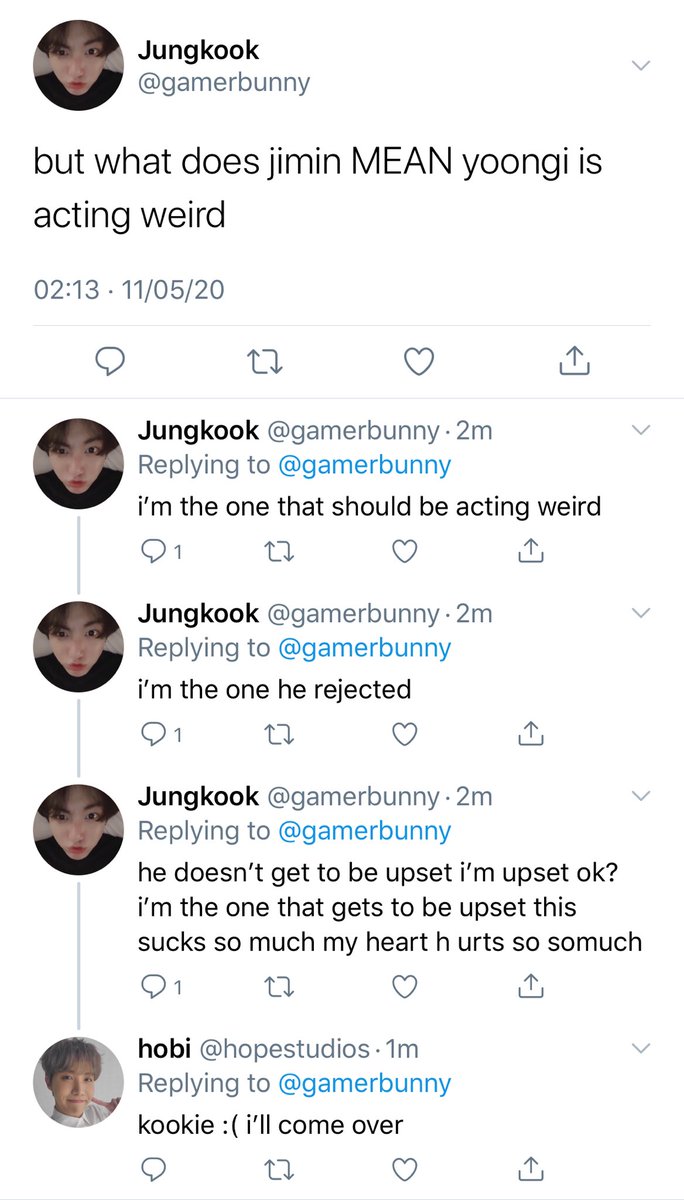 Jungkook
@gamerbunny
but what does jimin MEAN yoongi is
acting weird
02:13 · 11/05/20
Jungkook @gamerbunny · 2m
Replying to @gamerbunny
i’m the one that should be acting weird
1
Jungkook @gamerbunny · 2m
Replying to @gamerbunny
i’m the one he rejected
1
Jungkook @gamerbunny · 2m
Replying to @gamerbunny
he doesn’t get to be upset i’m upset ok?
i’m the one that gets to be upset this
sucks so much my heart h urts so somuch
1
hobi @hopestudios · 1m
Replying to @gamerbunny
kookie :( i’ll come over